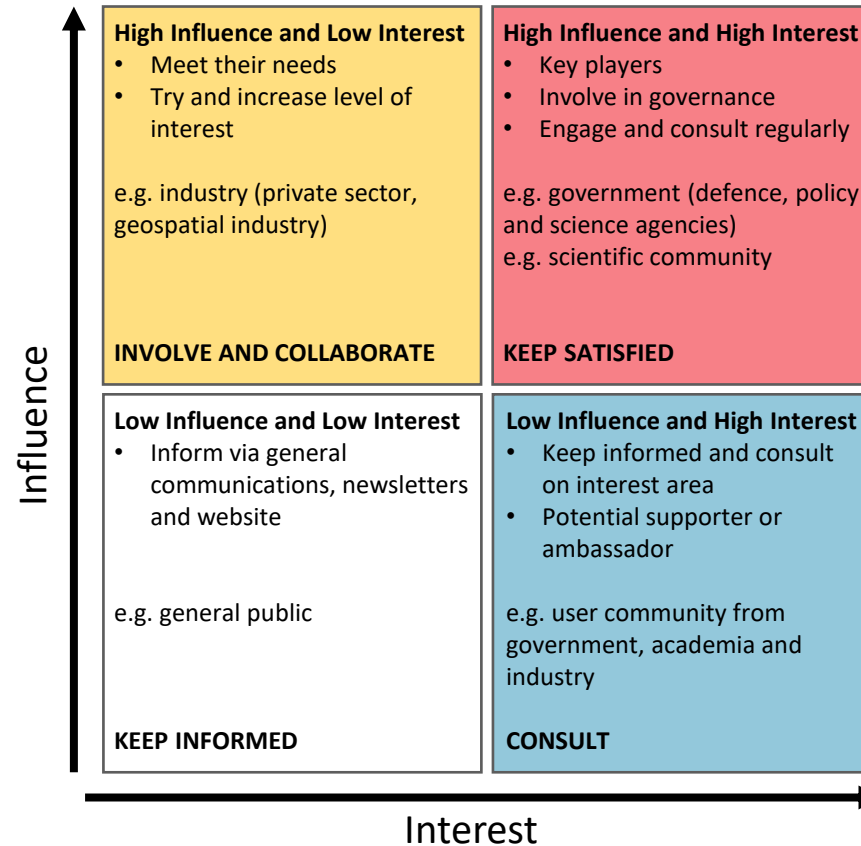 High Influence and Low Interest
• Meet their needs
• Try and increase level of
interest
e.g. industry (private sector,
geospatial industry)
INVOLVE AND COLLABORATE
High Influence and High Interest
• Key players
• Involve in governance
• Engage and consult regularly
e.g. government (defence, policy
and science agencies)
e.g. scientific community
KEEP SATISFIED
Influence
Low Influence and Low Interest
• Inform via general
communications, newsletters
and website
e.g. general public
KEEP INFORMED
Low Influence and High Interest
• Keep informed and consult
on interest area
• Potential supporter or
ambassador
e.g. user community from
government, academia and
industry
CONSULT
Interest